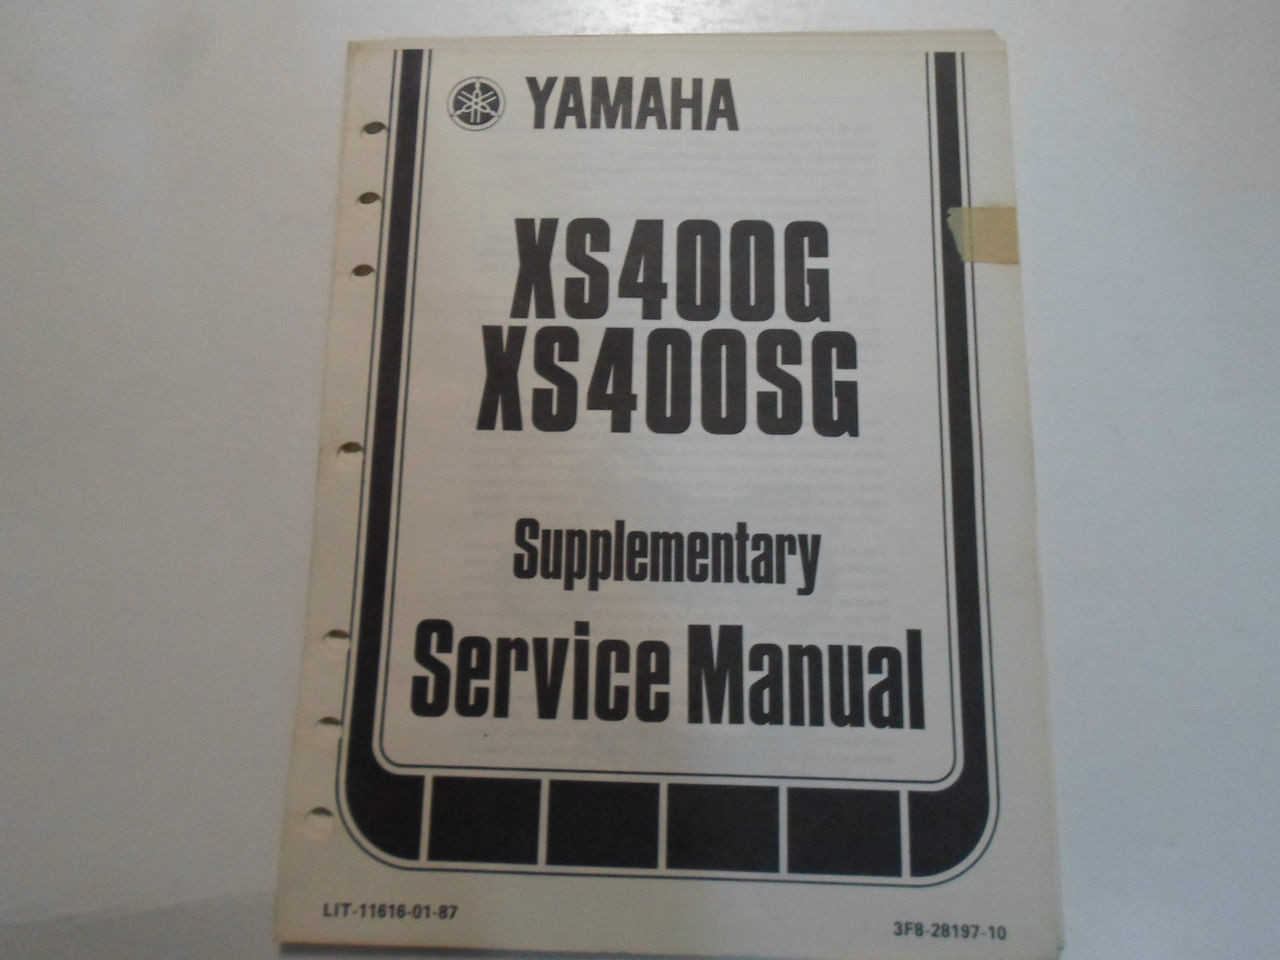 YAMAHA
XS400G
XS400SG
Supplementary
Service Manual
LIT-11616-01-87
3F8-28197-10